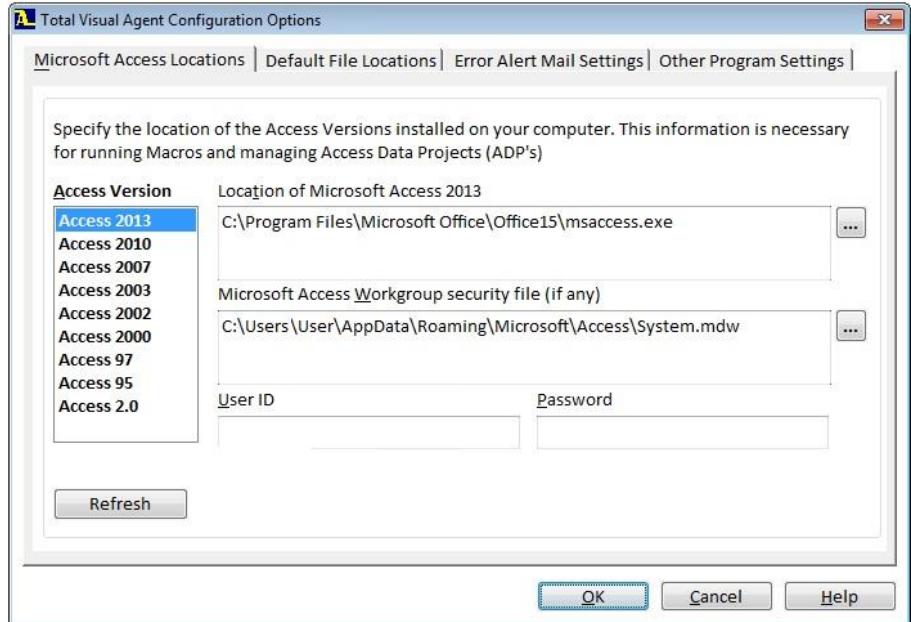 Total Visual Agent Configuration Options
Microsoft Access Locations Default File Locations Error Alert Mail Settings Other Program Settings
Specify the location of the Access Versions installed on your computer. This information is necessary
for running Macros and managing Access Data Projects (ADP's)
Access Version
Access 2013
Access 2010
Access 2007
Access 2003
Access 2002
Access 2000
Access 97
Access 95
Access 2.0
Location of Microsoft Access 2013
C:\Program Files\Microsoft Office\Office15\msaccess.exe
...
Microsoft Access Workgroup security file (if any)
C:\Users\User\AppData\Roaming\Microsoft\Access\System.mdw
...
User ID
Password
Refresh
OK Cancel Help